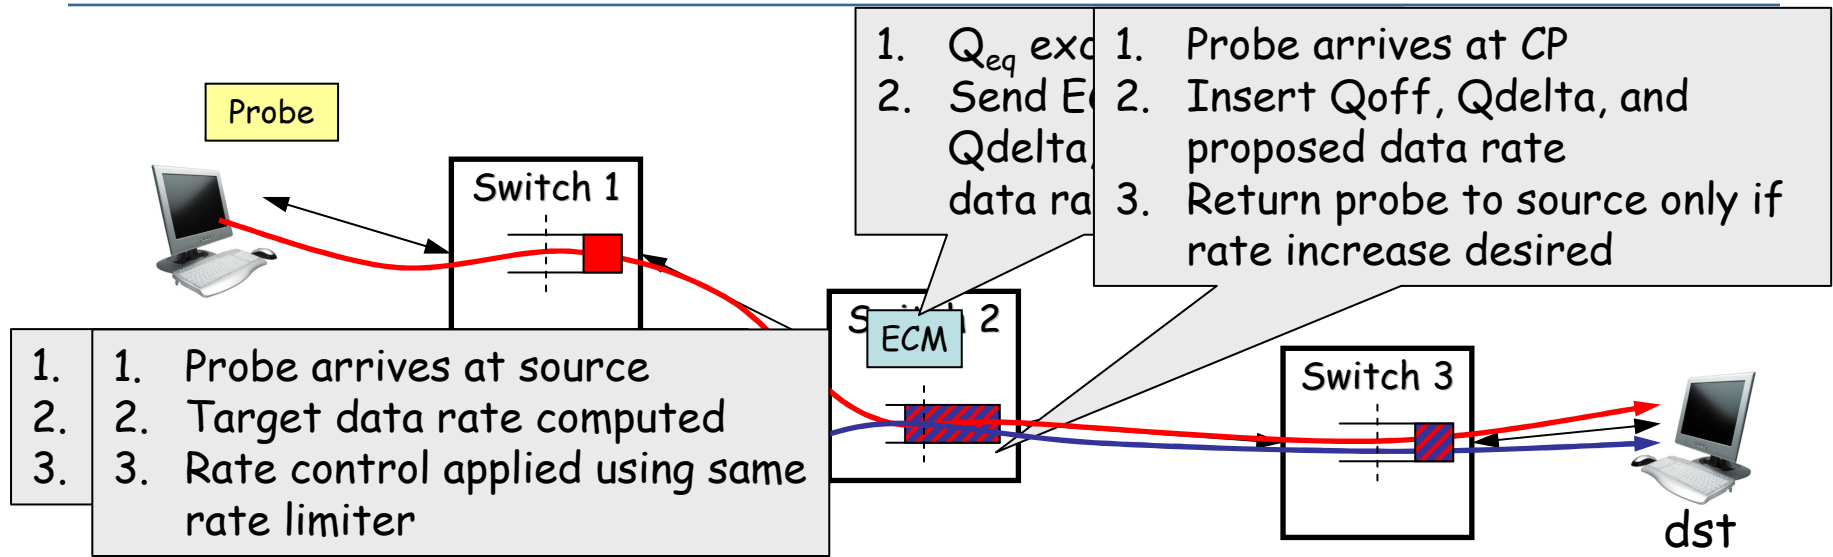 Probe
Switch 1
1. Q_eq
2. Send
Qdelta,
data
1. Probe arrives at CP
2. Insert Qoff, Qdelta, and
proposed data rate
3. Return probe to source only if
rate increase desired
2
ECM
Switch 3
1.
2.
3.
1. Probe arrives at source
2. Target data rate computed
3. Rate control applied using same
rate limiter
dst